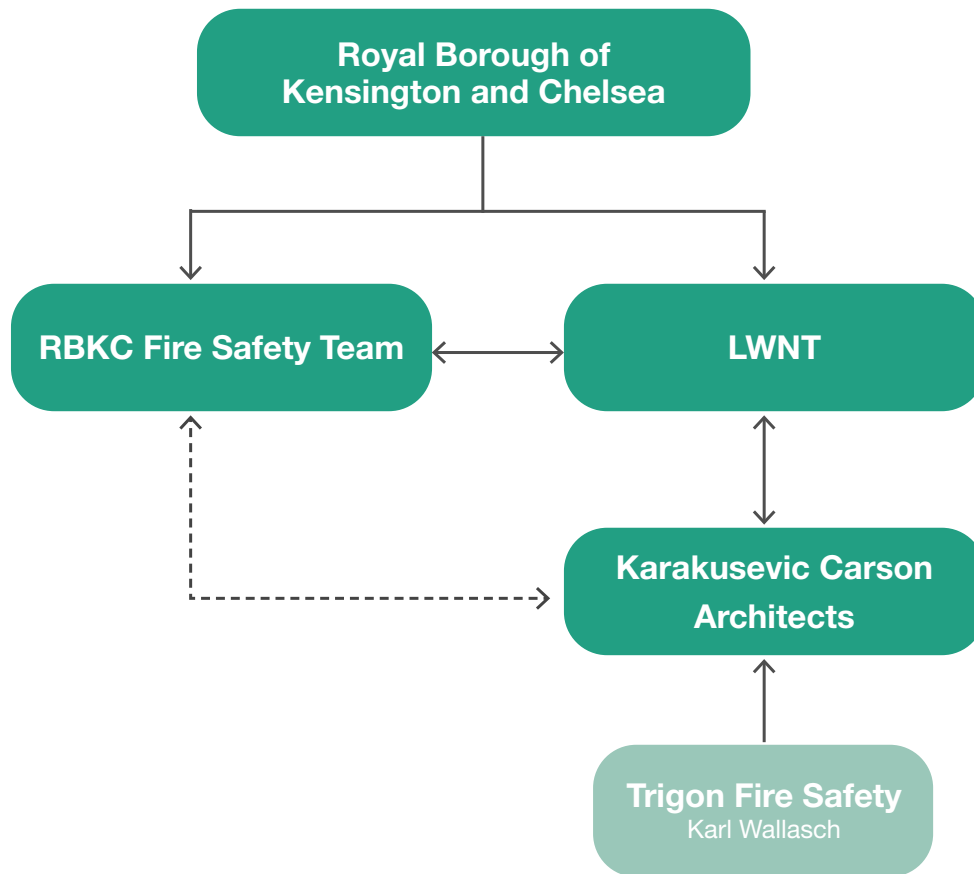 Royal Borough of
Kensington and Chelsea
RBKC Fire Safety Team
LWNT
Karakusevic Carson
Architects
Trigon Fire Safety
Karl Wallasch